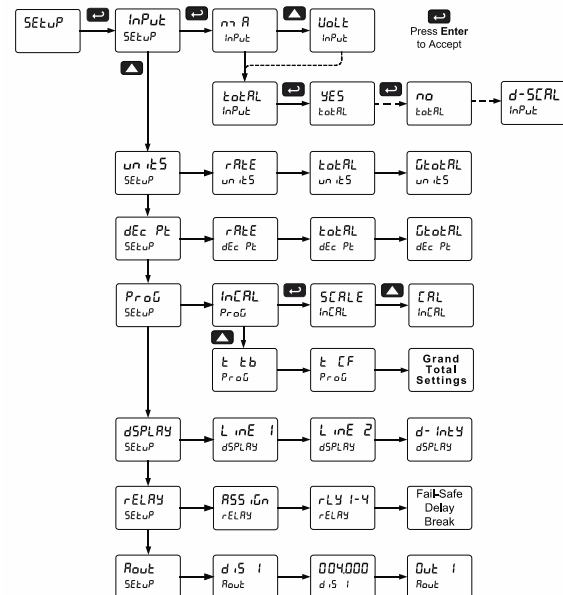 SEtuP
InPut
SEtuP
mA
InPut
VoLt
InPut
Press Enter
to Accept
totAL
InPut
YES
totAL
no
totAL
d-SCAL
InPut
unitS
SEtuP
rAtE
unitS
totAL
unitS
GtotAL
unitS
dEc Pt
SEtuP
rAtE
dEc Pt
totAL
dEc Pt
GtotAL
dEc Pt
ProG
SEtuP
InCAL
ProG
SCALE
InCAL
CAL
InCAL
t tb
ProG
t CF
ProG
Grand
Total
Settings
dSPLAY
SEtuP
LinE 1
dSPLAY
LinE 2
dSPLAY
d-IntY
dSPLAY
rELAY
SEtuP
ASSiGn
rELAY
rLY 1-4
rELAY
Fail-Safe
Delay
Break
Aout
SEtuP
diS 1
Aout
004.000
diS 1
Out 1
Aout